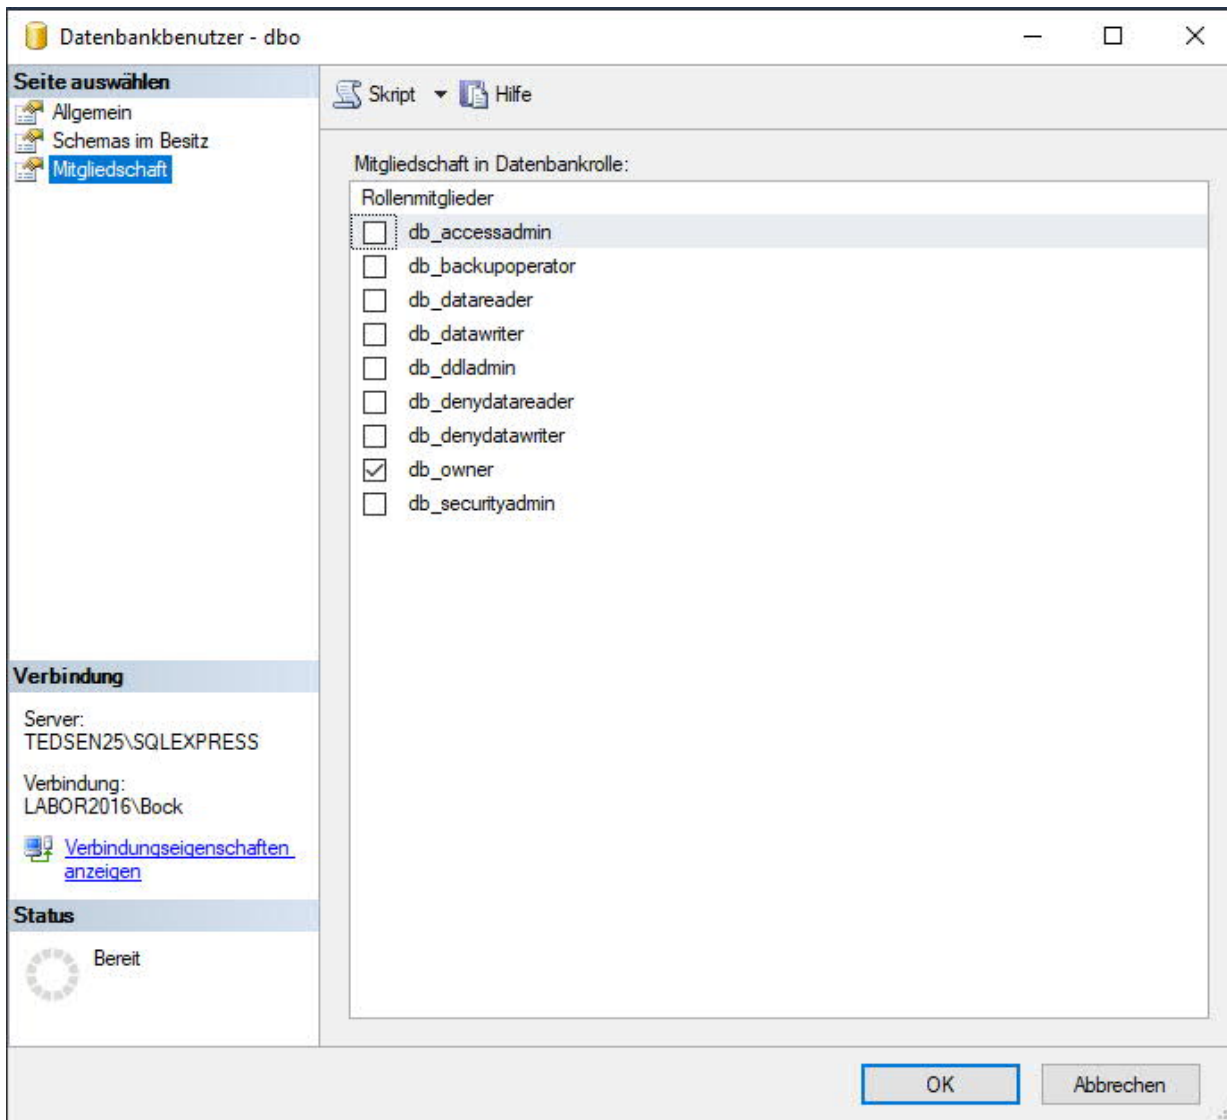 Datenbankbenutzer - dbo
Seite auswählen
Allgemein
Schemas im Besitz
Mitgliedschaft
Skript
Hilfe
Mitgliedschaft in Datenbankrolle:
Rollenmitglieder
db_accessadmin
db_backupoperator
db_datareader
db_datawriter
db_ddladmin
db_denydatareader
db_denydatawriter
db_owner
db_securityadmin
Verbindung
Server:
TEDSEN25\SQLEXPRESS
Verbindung:
LABOR2016\Bock
Verbindungseigenschaften
anzeigen
Status
Bereit
OK
Abbrechen